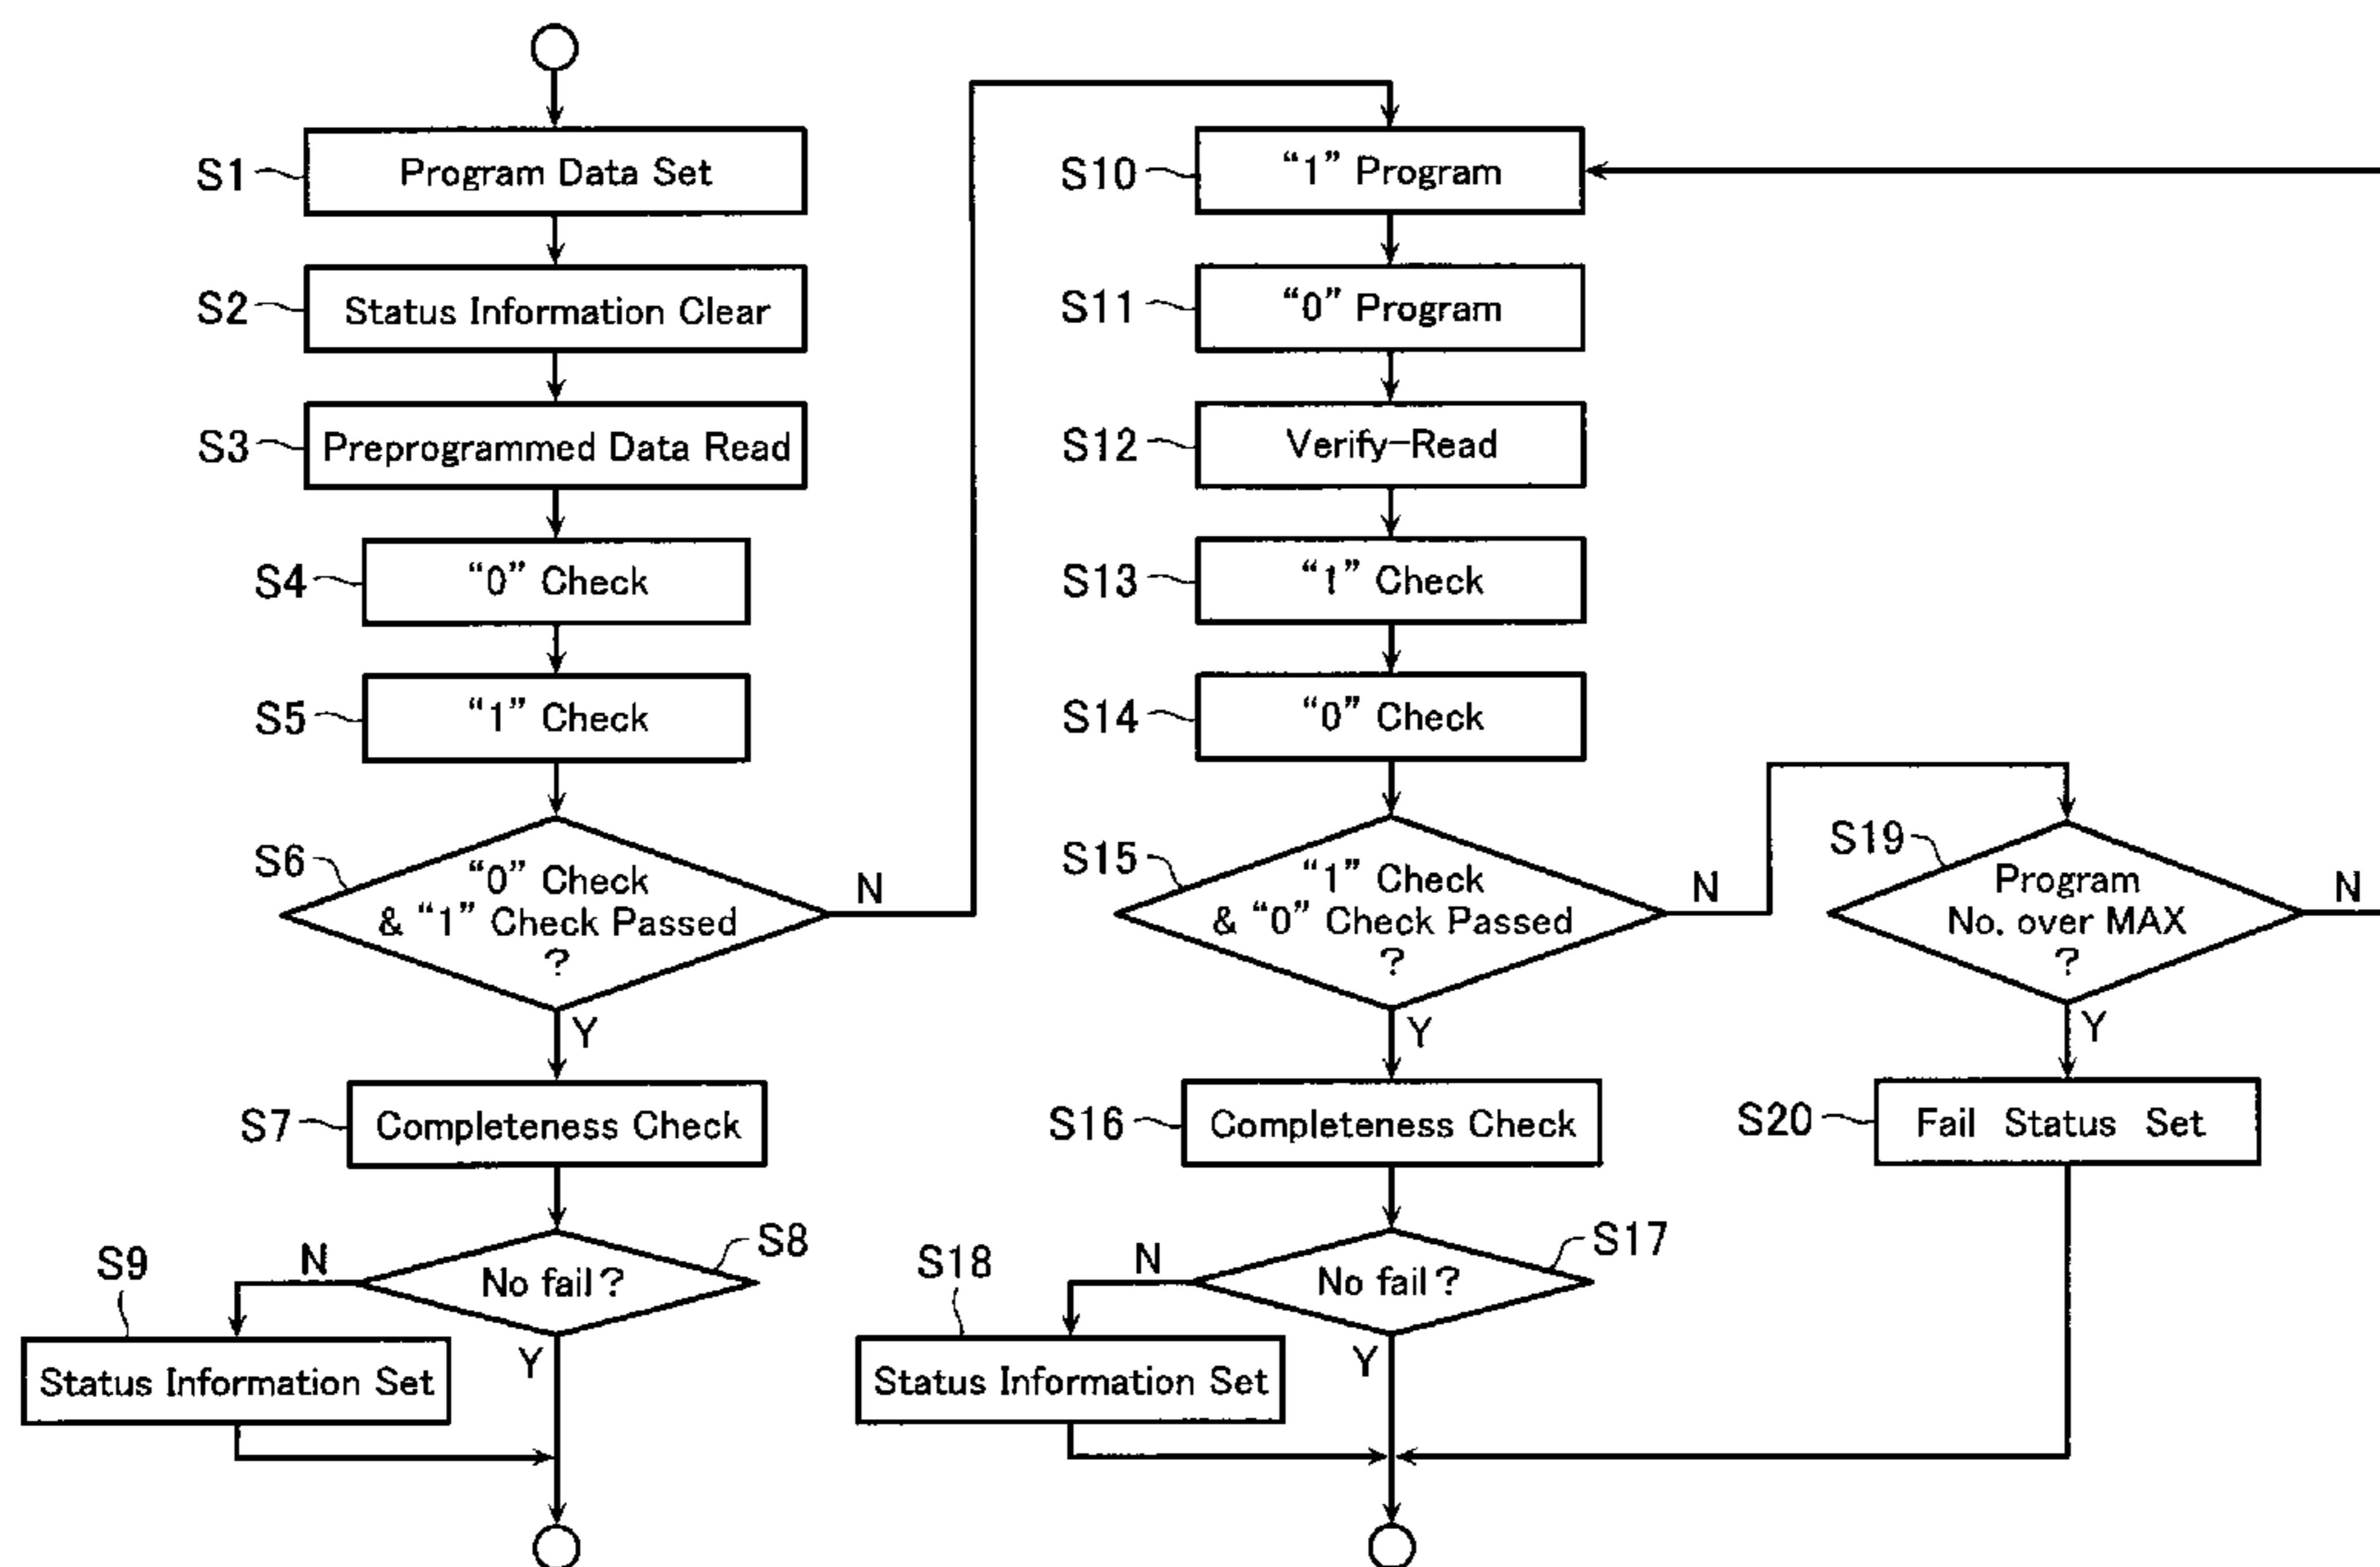 S1
Program Data Set
S2
Status Information Clear
S3
Preprogrammed Data Read
S4
“0” Check
S5
“1” Check
S6
“0” Check
& “1” Check Passed
?
N
Y
S7
Completeness Check
S8
No fail?
N
Y
S9
Status Information Set
S10
“1” Program
S11
“0” Program
S12
Verify-Read
S13
“1” Check
S14
“0” Check
S15
“1” Check
& “0” Check Passed
?
N
Y
S16
Completeness Check
S17
No fail?
N
Y
S18
Status Information Set
S19
Program
No. over MAX
?
N
Y
S20
Fail Status Set